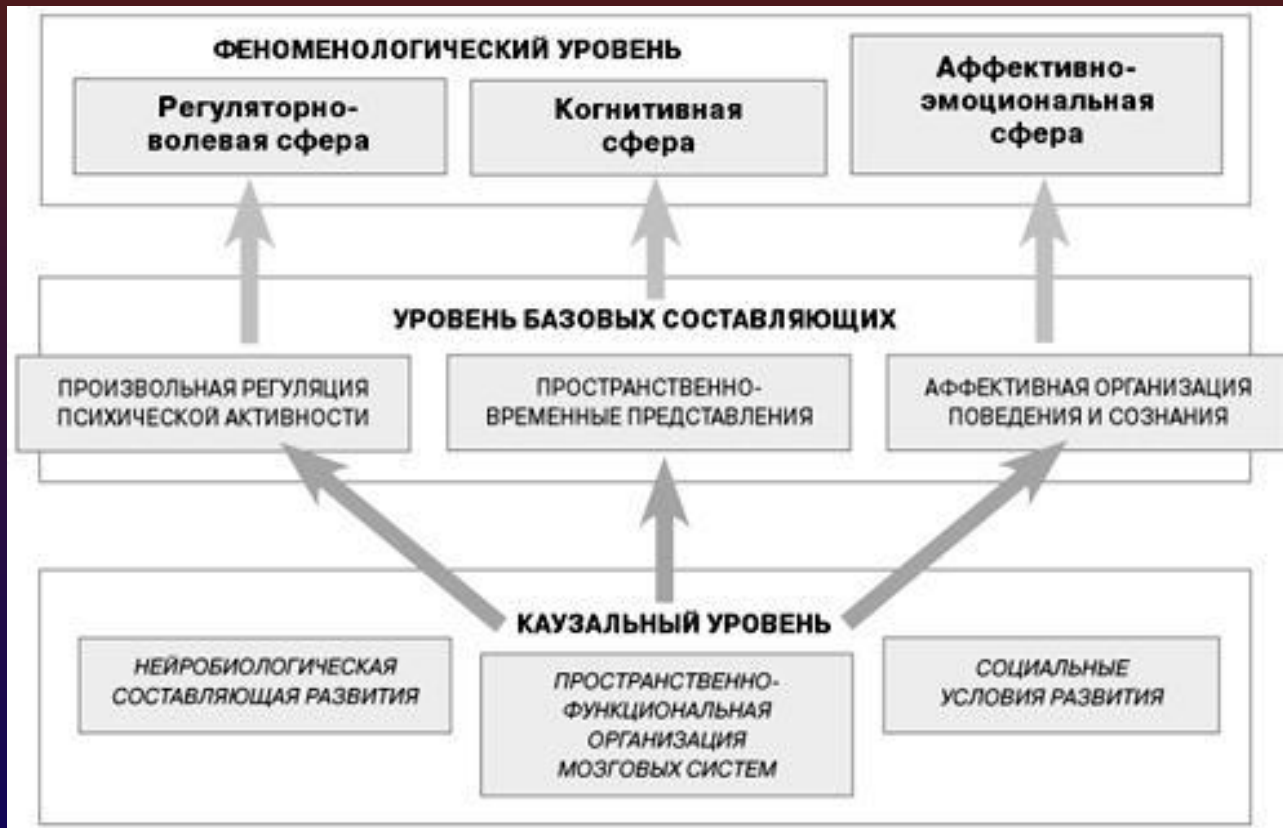 ФЕНОМЕНОЛОГИЧЕСКИЙ УРОВЕНЬ
Регуляторно-
волевая сфера
Когнитивная
сфера
Аффективно-
эмоциональная
сфера
УРОВЕНЬ БАЗОВЫХ СОСТАВЛЯЮЩИХ
ПРОИЗВОЛЬНАЯ РЕГУЛЯЦИЯ
ПСИХИЧЕСКОЙ АКТИВНОСТИ
ПРОСТРАНСТВЕННО-
ВРЕМЕННЫЕ ПРЕДСТАВЛЕНИЯ
АФФЕКТИВНАЯ ОРГАНИЗАЦИЯ
ПОВЕДЕНИЯ И СОЗНАНИЯ
КАУЗАЛЬНЫЙ УРОВЕНЬ
НЕЙРОБИОЛОГИЧЕСКАЯ
СОСТАВЛЯЮЩАЯ РАЗВИТИЯ
ПРОСТРАНСТВЕННО-
ФУНКЦИОНАЛЬНАЯ
ОРГАНИЗАЦИЯ
МОЗГОВЫХ СИСТЕМ
СОЦИАЛЬНЫЕ
УСЛОВИЯ РАЗВИТИЯ